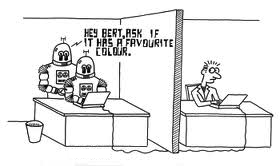 HEY BERT, ASK IF
IT HAS A FAVOURITE
COLOUR.